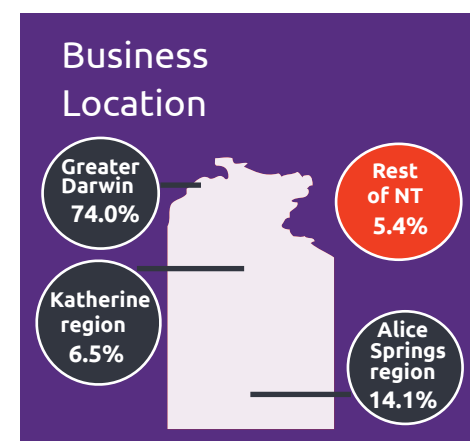 Business
Location
Greater
Darwin
74.0%
Rest
of NT
5.4%
Katherine
region
6.5%
Alice
Springs
region
14.1%